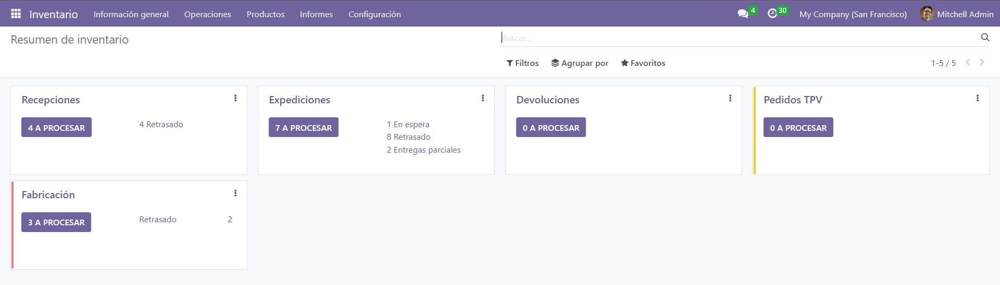 Inventario Información general Operaciones Productos Informes Configuración 4 30 My Company (San Francisco) Mitchell Admin
Resumen de inventario
Buscar...
Filtros Agrupar por Favoritos 1-5 / 5
Recepciones
4 A PROCESAR
4 Retrasado
Expediciones
7 A PROCESAR
1 En espera
8 Retrasado
2 Entregas parciales
Devoluciones
0 A PROCESAR
Pedidos TPV
0 A PROCESAR
Fabricación
3 A PROCESAR
Retrasado 2